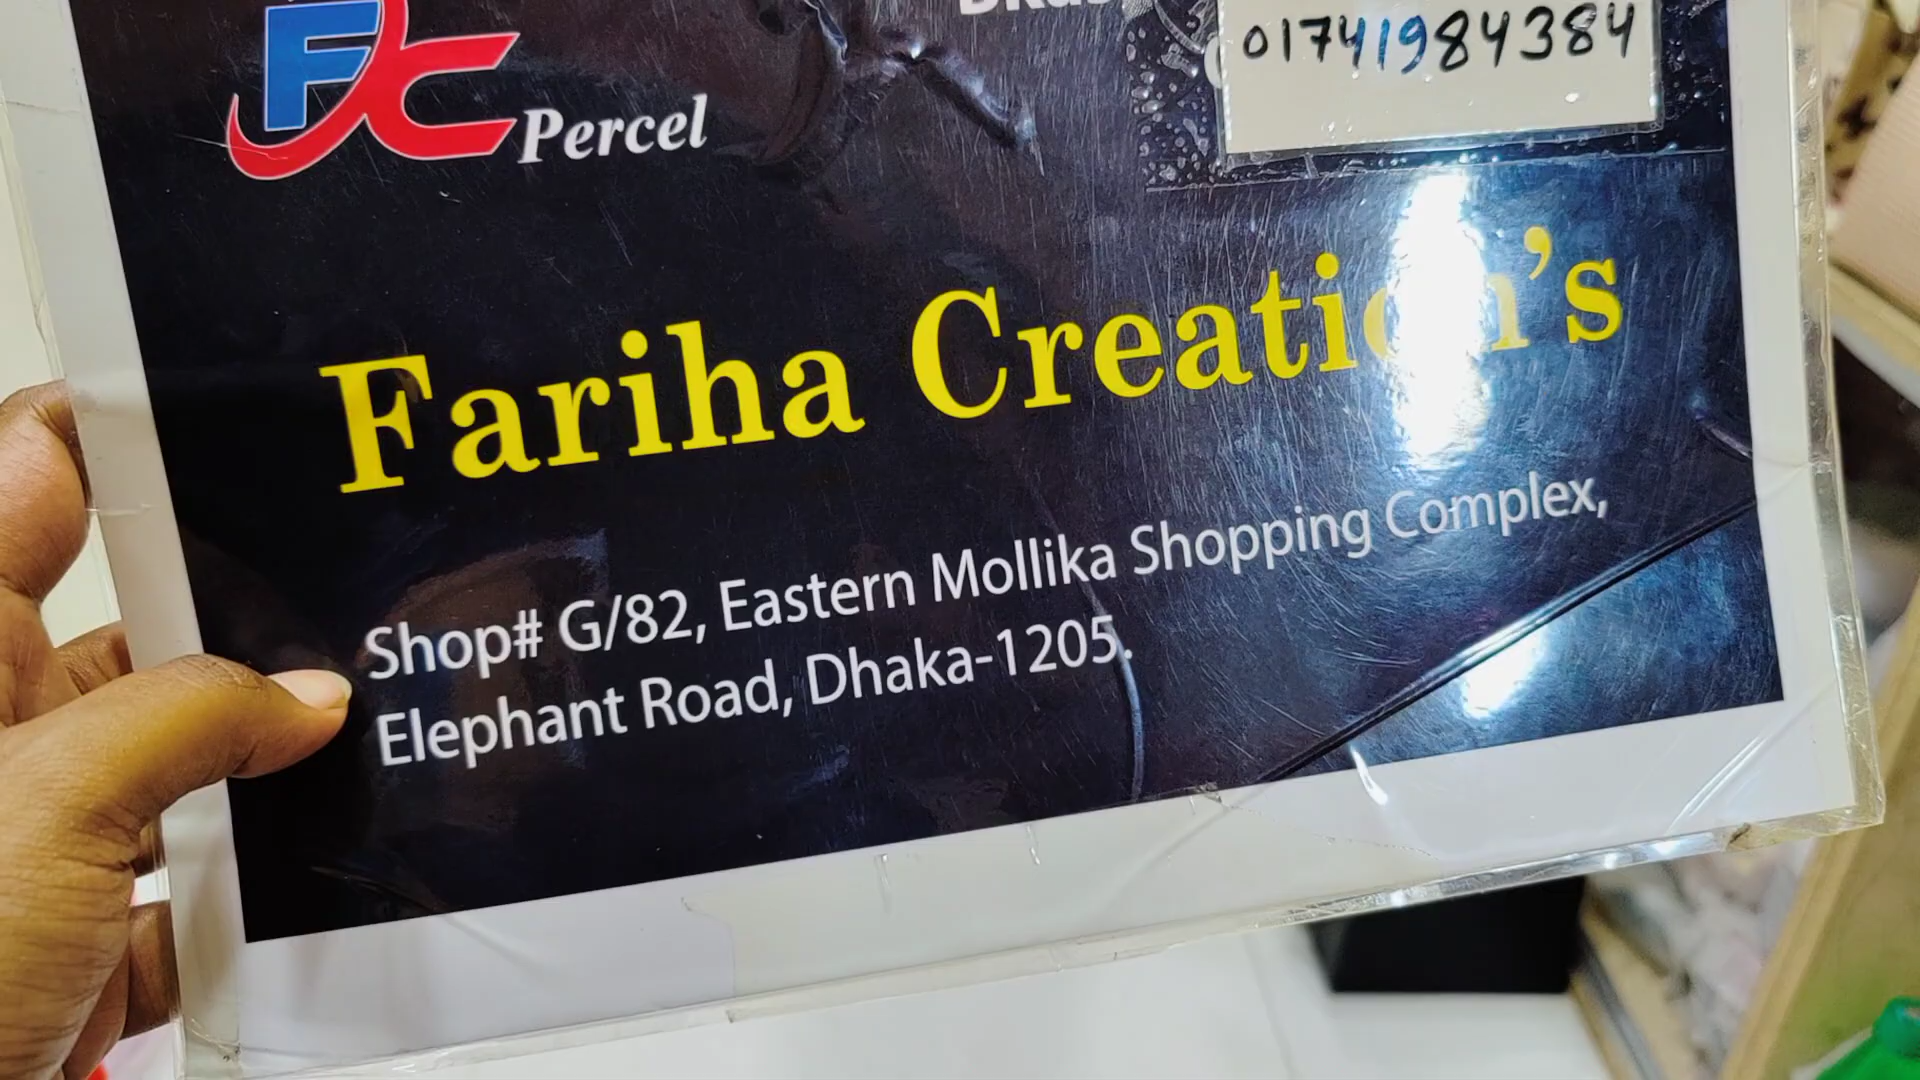 01741984384
FC Percel
Fariha Creation's
Shop# G/82, Eastern Mollika Shopping Complex,
Elephant Road, Dhaka-1205.